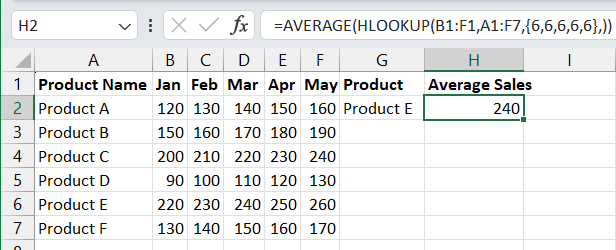 H2 fx =AVERAGE(HLOOKUP(B1:F1,A1:F7,{6,6,6,6,6},))
A B C D E F G H I
1 Product Name Jan Feb Mar Apr May Product Average Sales
2 Product A 120 130 140 150 160 Product E 240
3 Product B 150 160 170 180 190
4 Product C 200 210 220 230 240
5 Product D 90 100 110 120 130
6 Product E 220 230 240 250 260
7 Product F 130 140 150 160 170